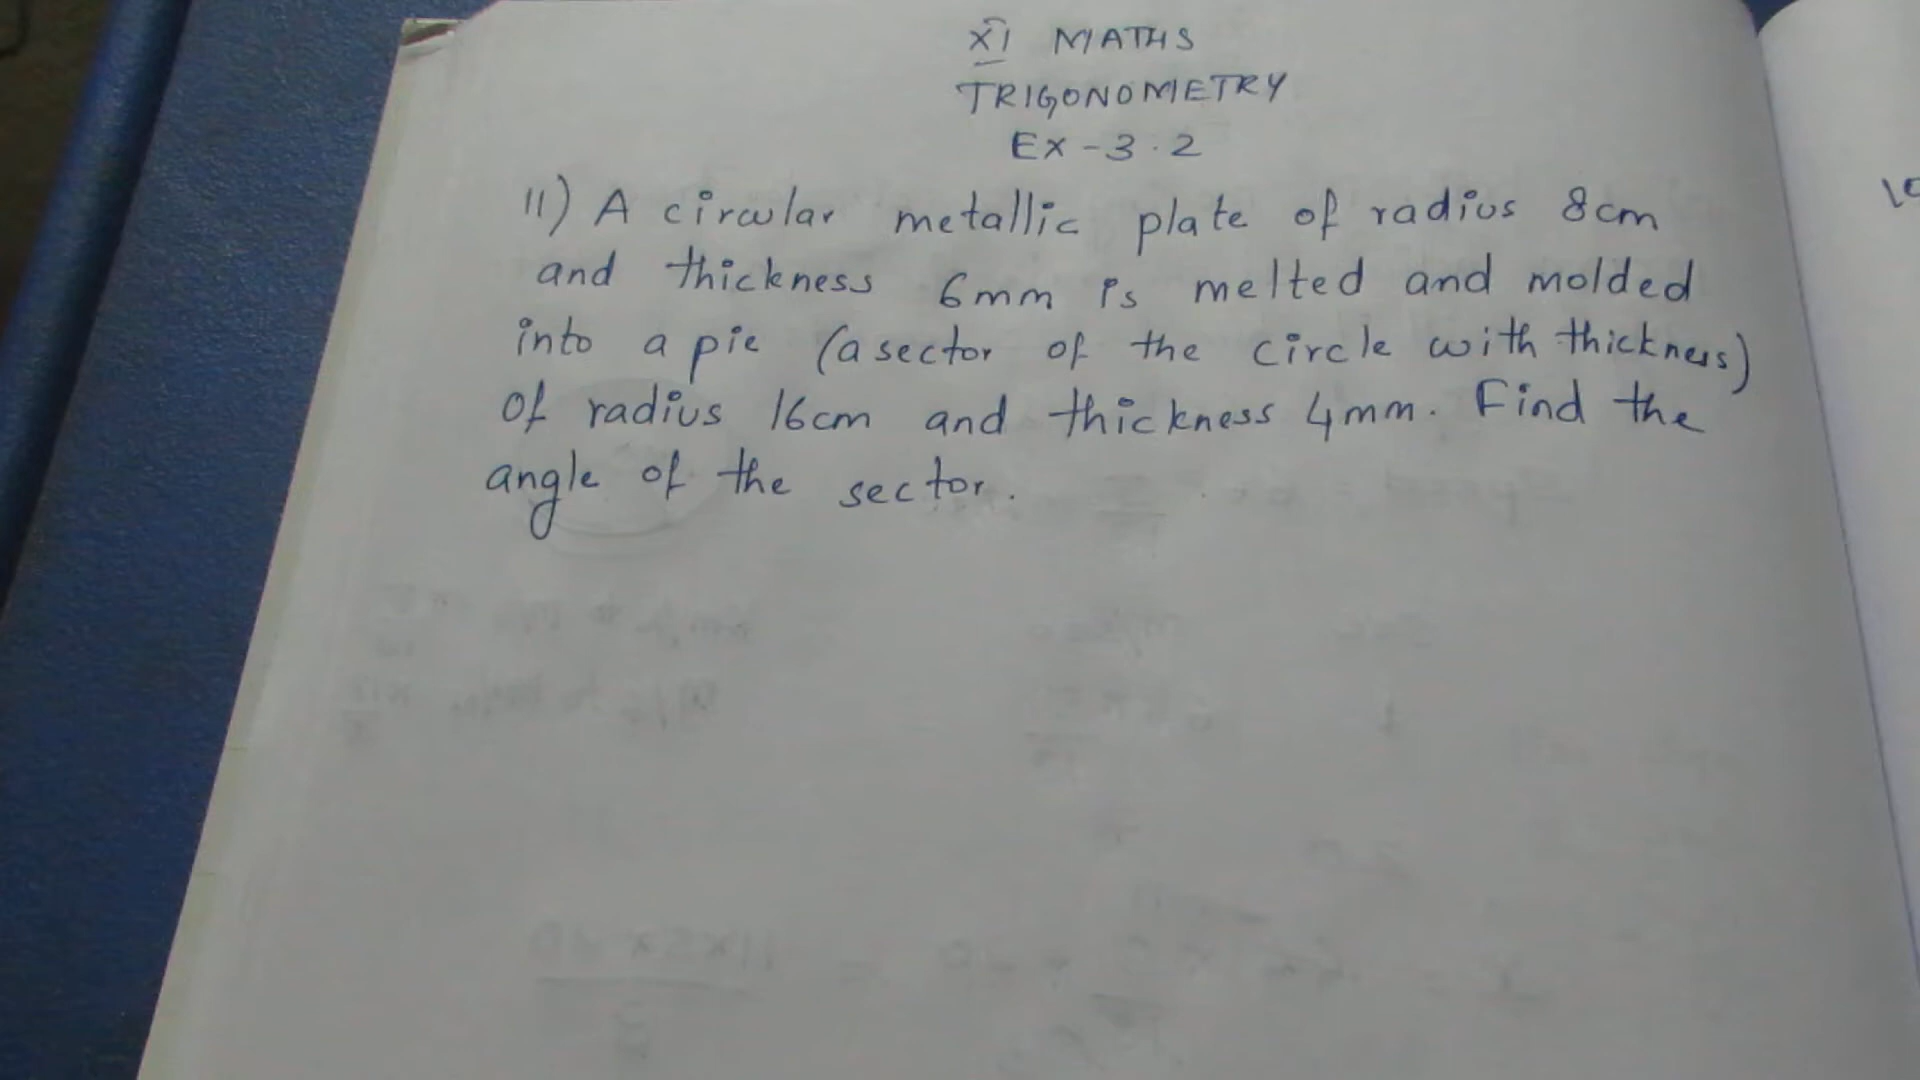 XI MATHS
TRIGONOMETRY
Ex - 3.2
11) A circular metallic plate of radius 8cm
and thickness 6mm is melted and molded
into a pie (a sector of the circle with thickness)
of radius 16cm and thickness 4mm. Find the
angle of the sector.